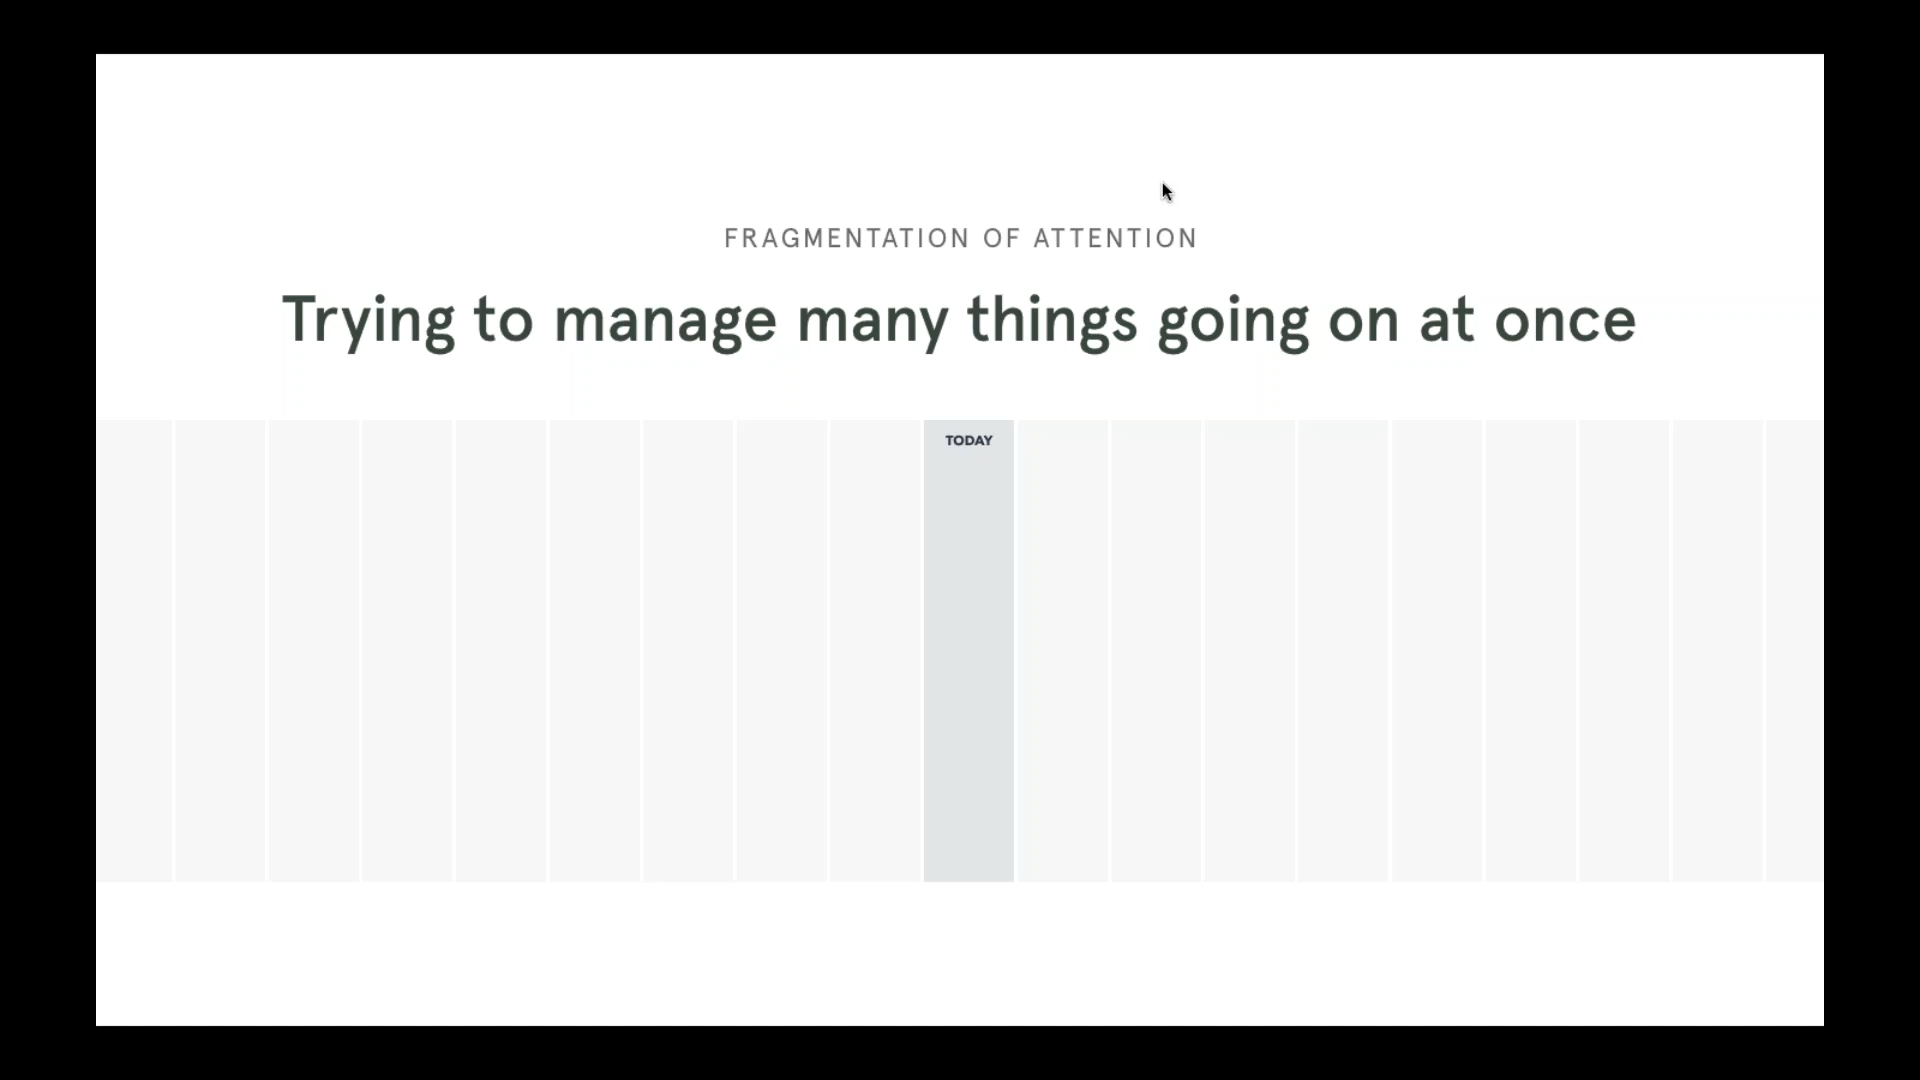 FRAGMENTATION OF ATTENTION
Trying to manage many things going on at once
TODAY